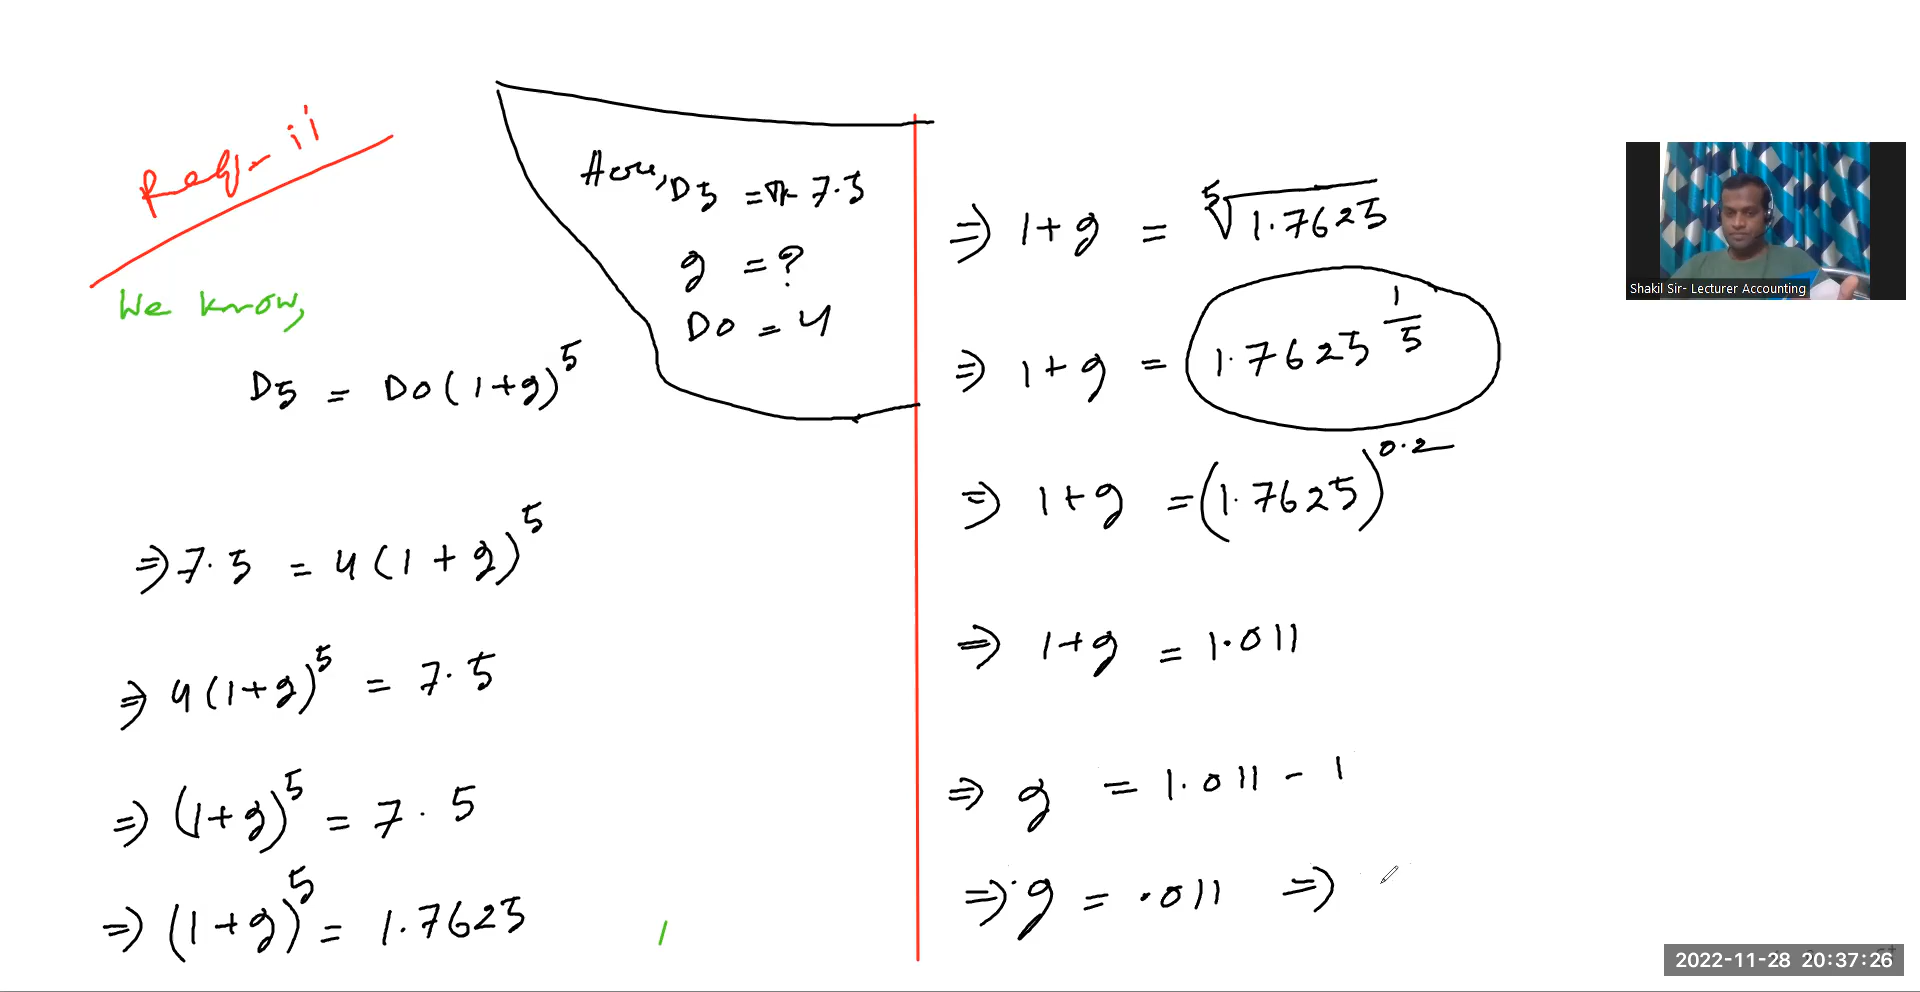 Req-ii
We know,
D5 = D0(1+g)^5
⇒ 7.5 = 4(1+g)^5
⇒ 4(1+g)^5 = 7.5
⇒ (1+g)^5 = 7.5
⇒ (1+g)^5 = 1.7625
Here, D5 = 7.5
g = ?
D0 = 4
⇒ 1+g = ⁵√1.7625
⇒ 1+g = 1.7625^1/5
⇒ 1+g = (1.7625)^0.2
⇒ 1+g = 1.011
⇒ g = 1.011 - 1
⇒ g = .011 ⇒
Shakil Sir- Lecturer Accounting
2022-11-28 20:37:26